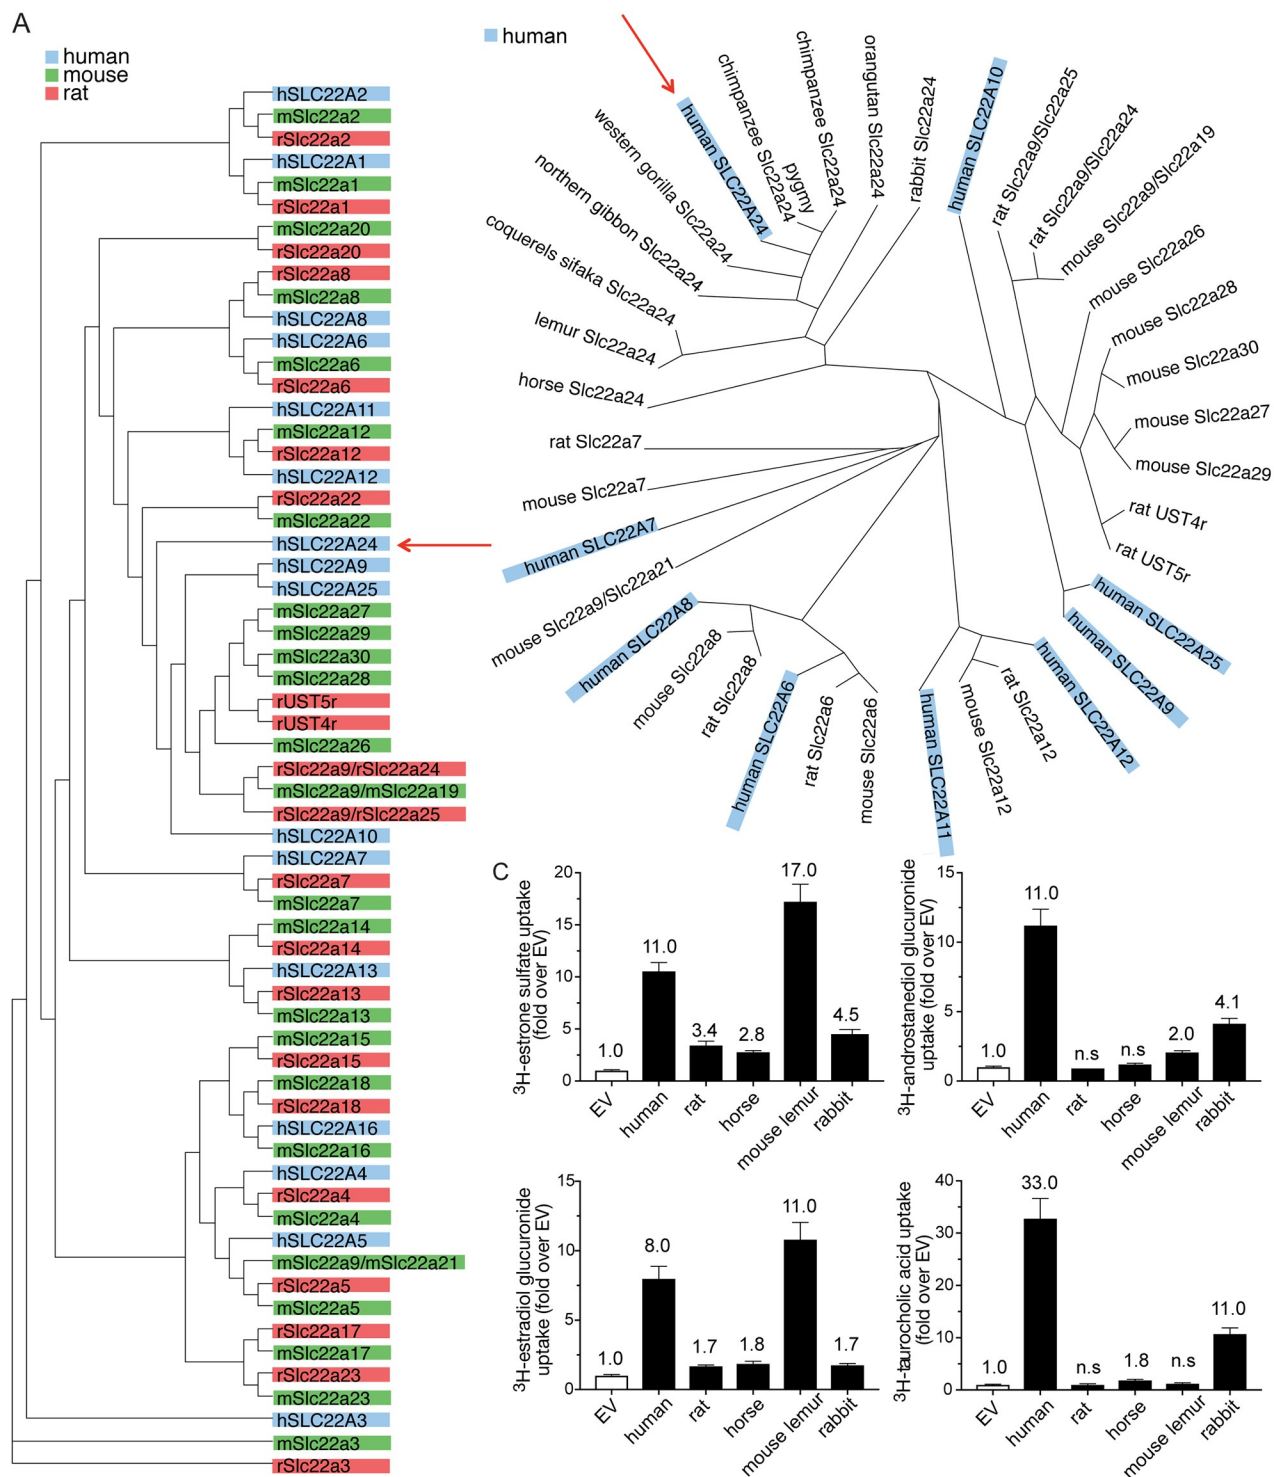 A
human
mouse
rat
hSLC22A2
mSlc22a2
rSlc22a2
hSLC22A1
mSlc22a1
rSlc22a1
mSlc22a20
rSlc22a20
rSlc22a8
mSlc22a8
hSLC22A8
hSLC22A6
mSlc22a6
rSlc22a6
hSLC22A11
mSlc22a12
rSlc22a12
hSLC22A12
rSlc22a22
mSlc22a22
hSLC22A24
hSLC22A9
hSLC22A25
mSlc22a27
mSlc22a29
mSlc22a30
mSlc22a28
rUST5r
rUST4r
mSlc22a26
rSlc22a9/rSlc22a24
mSlc22a9/mSlc22a19
rSlc22a9/rSlc22a25
hSLC22A10
hSLC22A7
rSlc22a7
mSlc22a7
mSlc22a14
rSlc22a14
hSLC22A13
rSlc22a13
mSlc22a13
mSlc22a15
rSlc22a15
mSlc22a18
rSlc22a18
hSLC22A16
mSlc22a16
hSLC22A4
rSlc22a4
mSlc22a4
hSLC22A5
mSlc22a9/mSlc22a21
rSlc22a5
mSlc22a5
rSlc22a17
mSlc22a17
rSlc22a23
mSlc22a23
hSLC22A3
mSlc22a3
rSlc22a3
human
human SLC22A24
pygmy
chimpanzee Slc22a24
chimpanzee Slc22a24
orangutan Slc22a24
rabbit Slc22a24
human SLC22A10
rat Slc22a9/Slc22a25
rat Slc22a9/Slc22a24
mouse Slc22a9/Slc22a19
mouse Slc22a26
mouse Slc22a28
mouse Slc22a30
mouse Slc22a27
mouse Slc22a29
rat UST4r
rat UST5r
human SLC22A25
human SLC22A9
human SLC22A12
rat Slc22a12
mouse Slc22a12
human SLC22A11
mouse Slc22a6
rat Slc22a6
human SLC22A6
rat Slc22a8
mouse Slc22a8
human SLC22A8
mouse Slc22a9/Slc22a21
human SLC22A7
mouse Slc22a7
rat Slc22a7
horse Slc22a24
lemur Slc22a24
coquerels sifaka Slc22a24
northern gibbon Slc22a24
western gorilla Slc22a24
C
3H-estrone sulfate uptake
(fold over EV)
20
15
10
5
0
1.0
11.0
3.4
2.8
17.0
4.5
EV
human
rat
horse
mouse lemur
rabbit
3H-androstanediol glucuronide
uptake (fold over EV)
15
10
5
0
1.0
11.0
n.s
n.s
2.0
4.1
EV
human
rat
horse
mouse lemur
rabbit
3H-estradiol glucuronide
uptake (fold over EV)
15
10
5
0
1.0
8.0
1.7
1.8
11.0
1.7
EV
human
rat
horse
mouse lemur
rabbit
3H-taurocholic acid uptake
(fold over EV)
40
30
20
10
0
1.0
33.0
n.s
1.8
n.s
11.0
EV
human
rat
horse
mouse lemur
rabbit